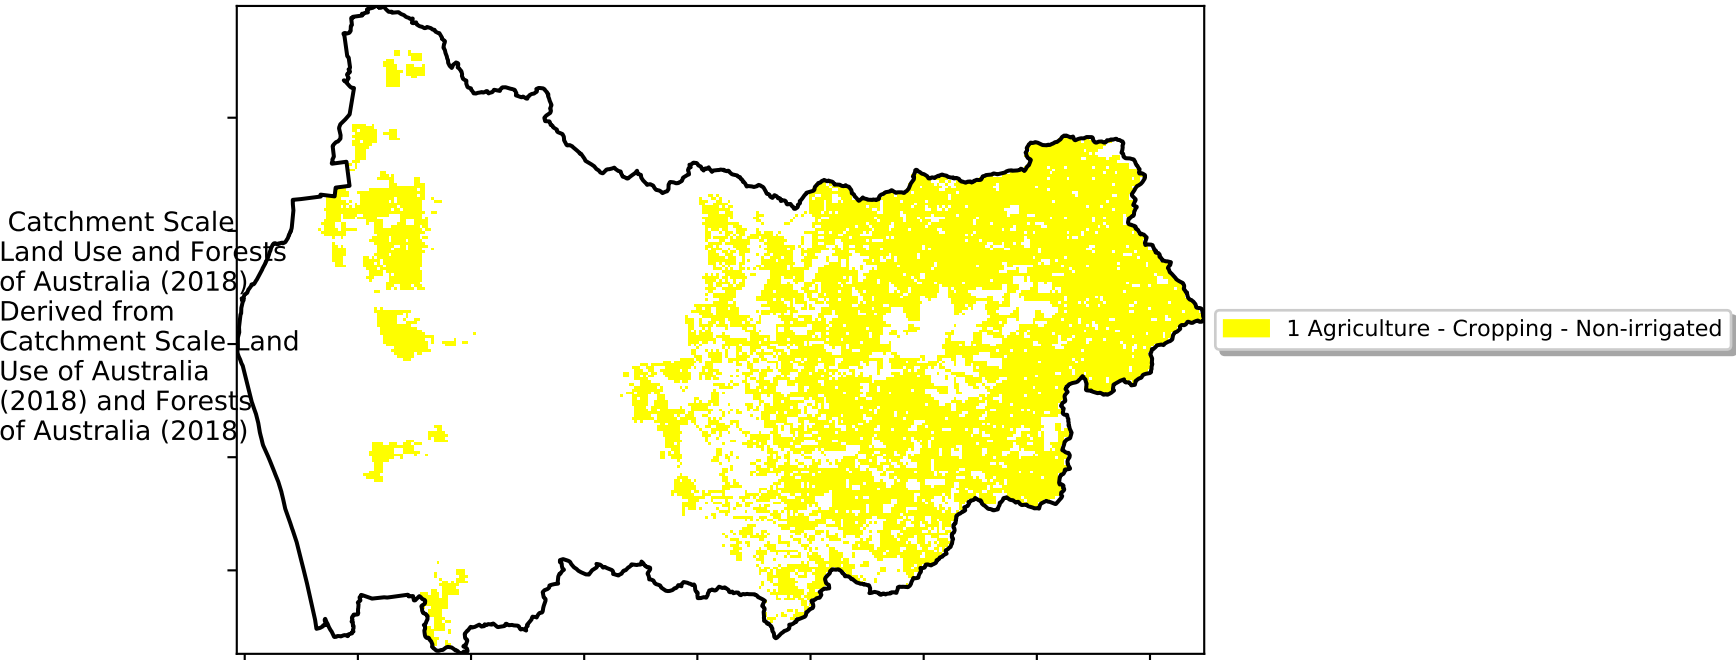 Catchment Scale
Land Use and Forests
of Australia (2018)
Derived from
Catchment Scale Land
Use of Australia
(2018) and Forests
of Australia (2018)
1 Agriculture - Cropping - Non-irrigated